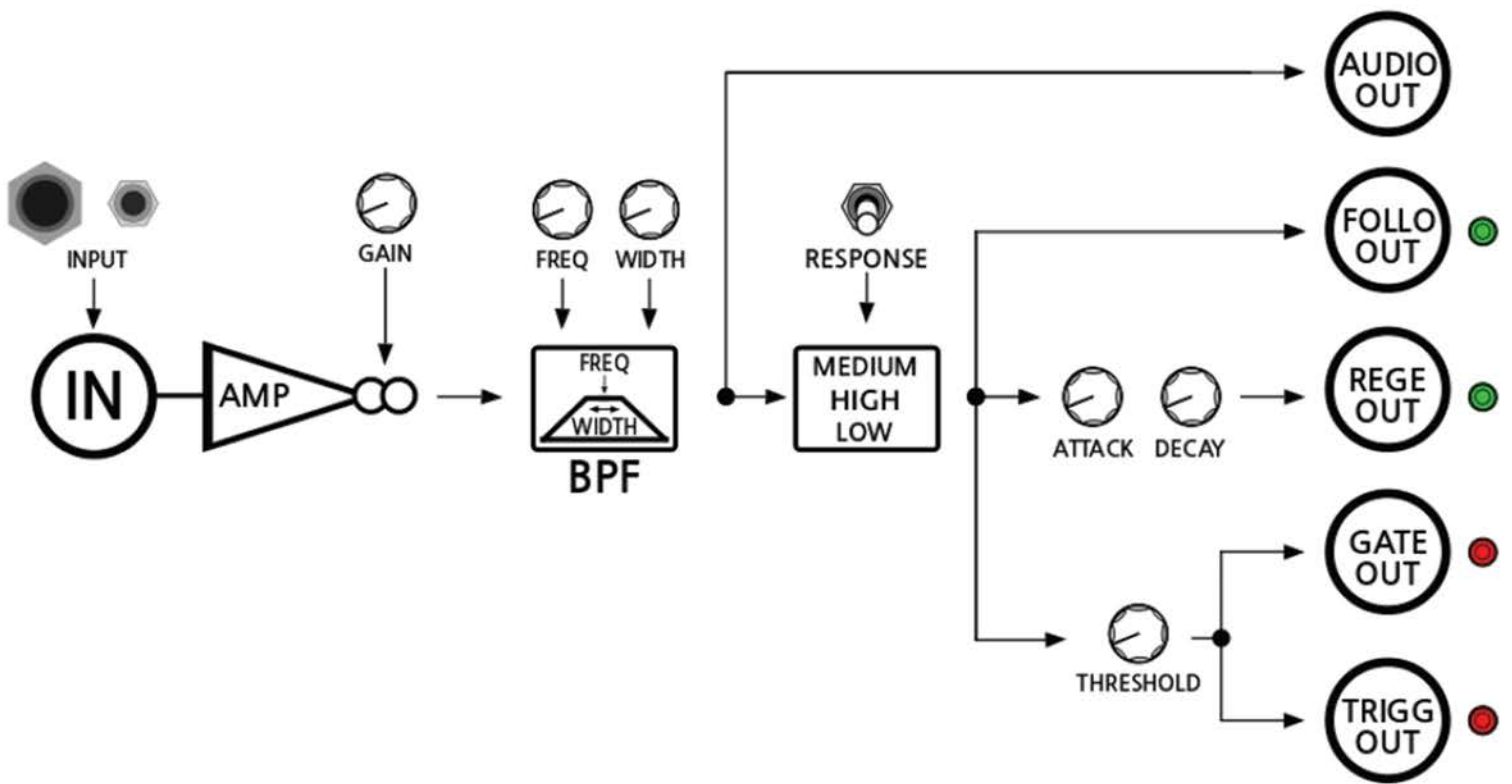 AUDIO
OUT
INPUT
GAIN
FREQ
WIDTH
RESPONSE
FOLLO
OUT
IN
AMP
FREQ
WIDTH
BPF
MEDIUM
HIGH
LOW
ATTACK
DECAY
REGE
OUT
GATE
OUT
THRESHOLD
TRIGG
OUT